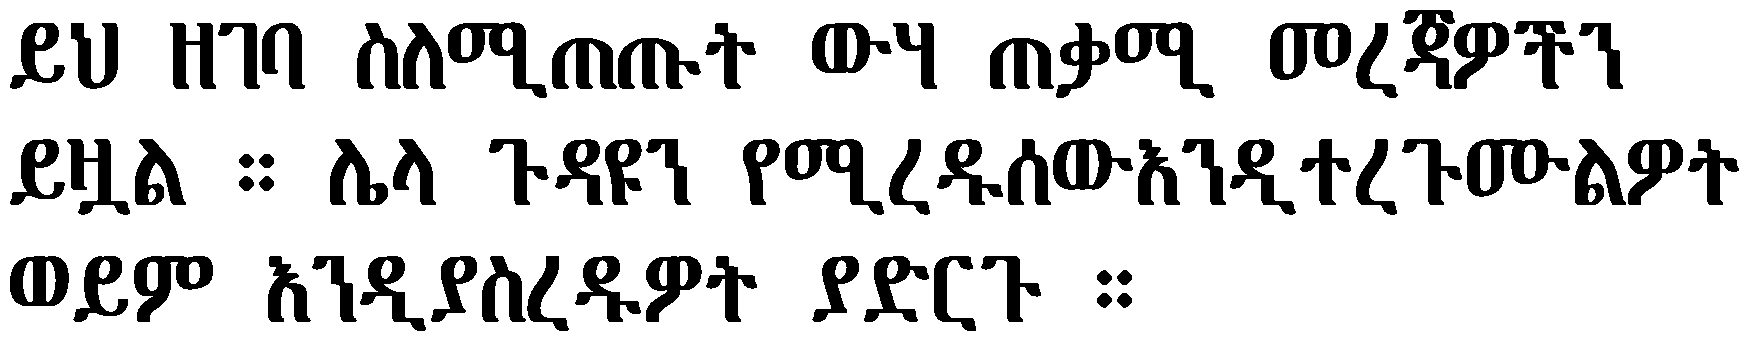 ይህ ዘገባ ስለሚጠጡት ውሃ ጠቃሚ መረጃዎችን
ይዟል ። ሌላ ጉዳዩን የሚረዱሰውእንዲተረጉሙልዎት
ወይም እንዲያስረዱዎት ያድርጉ ።